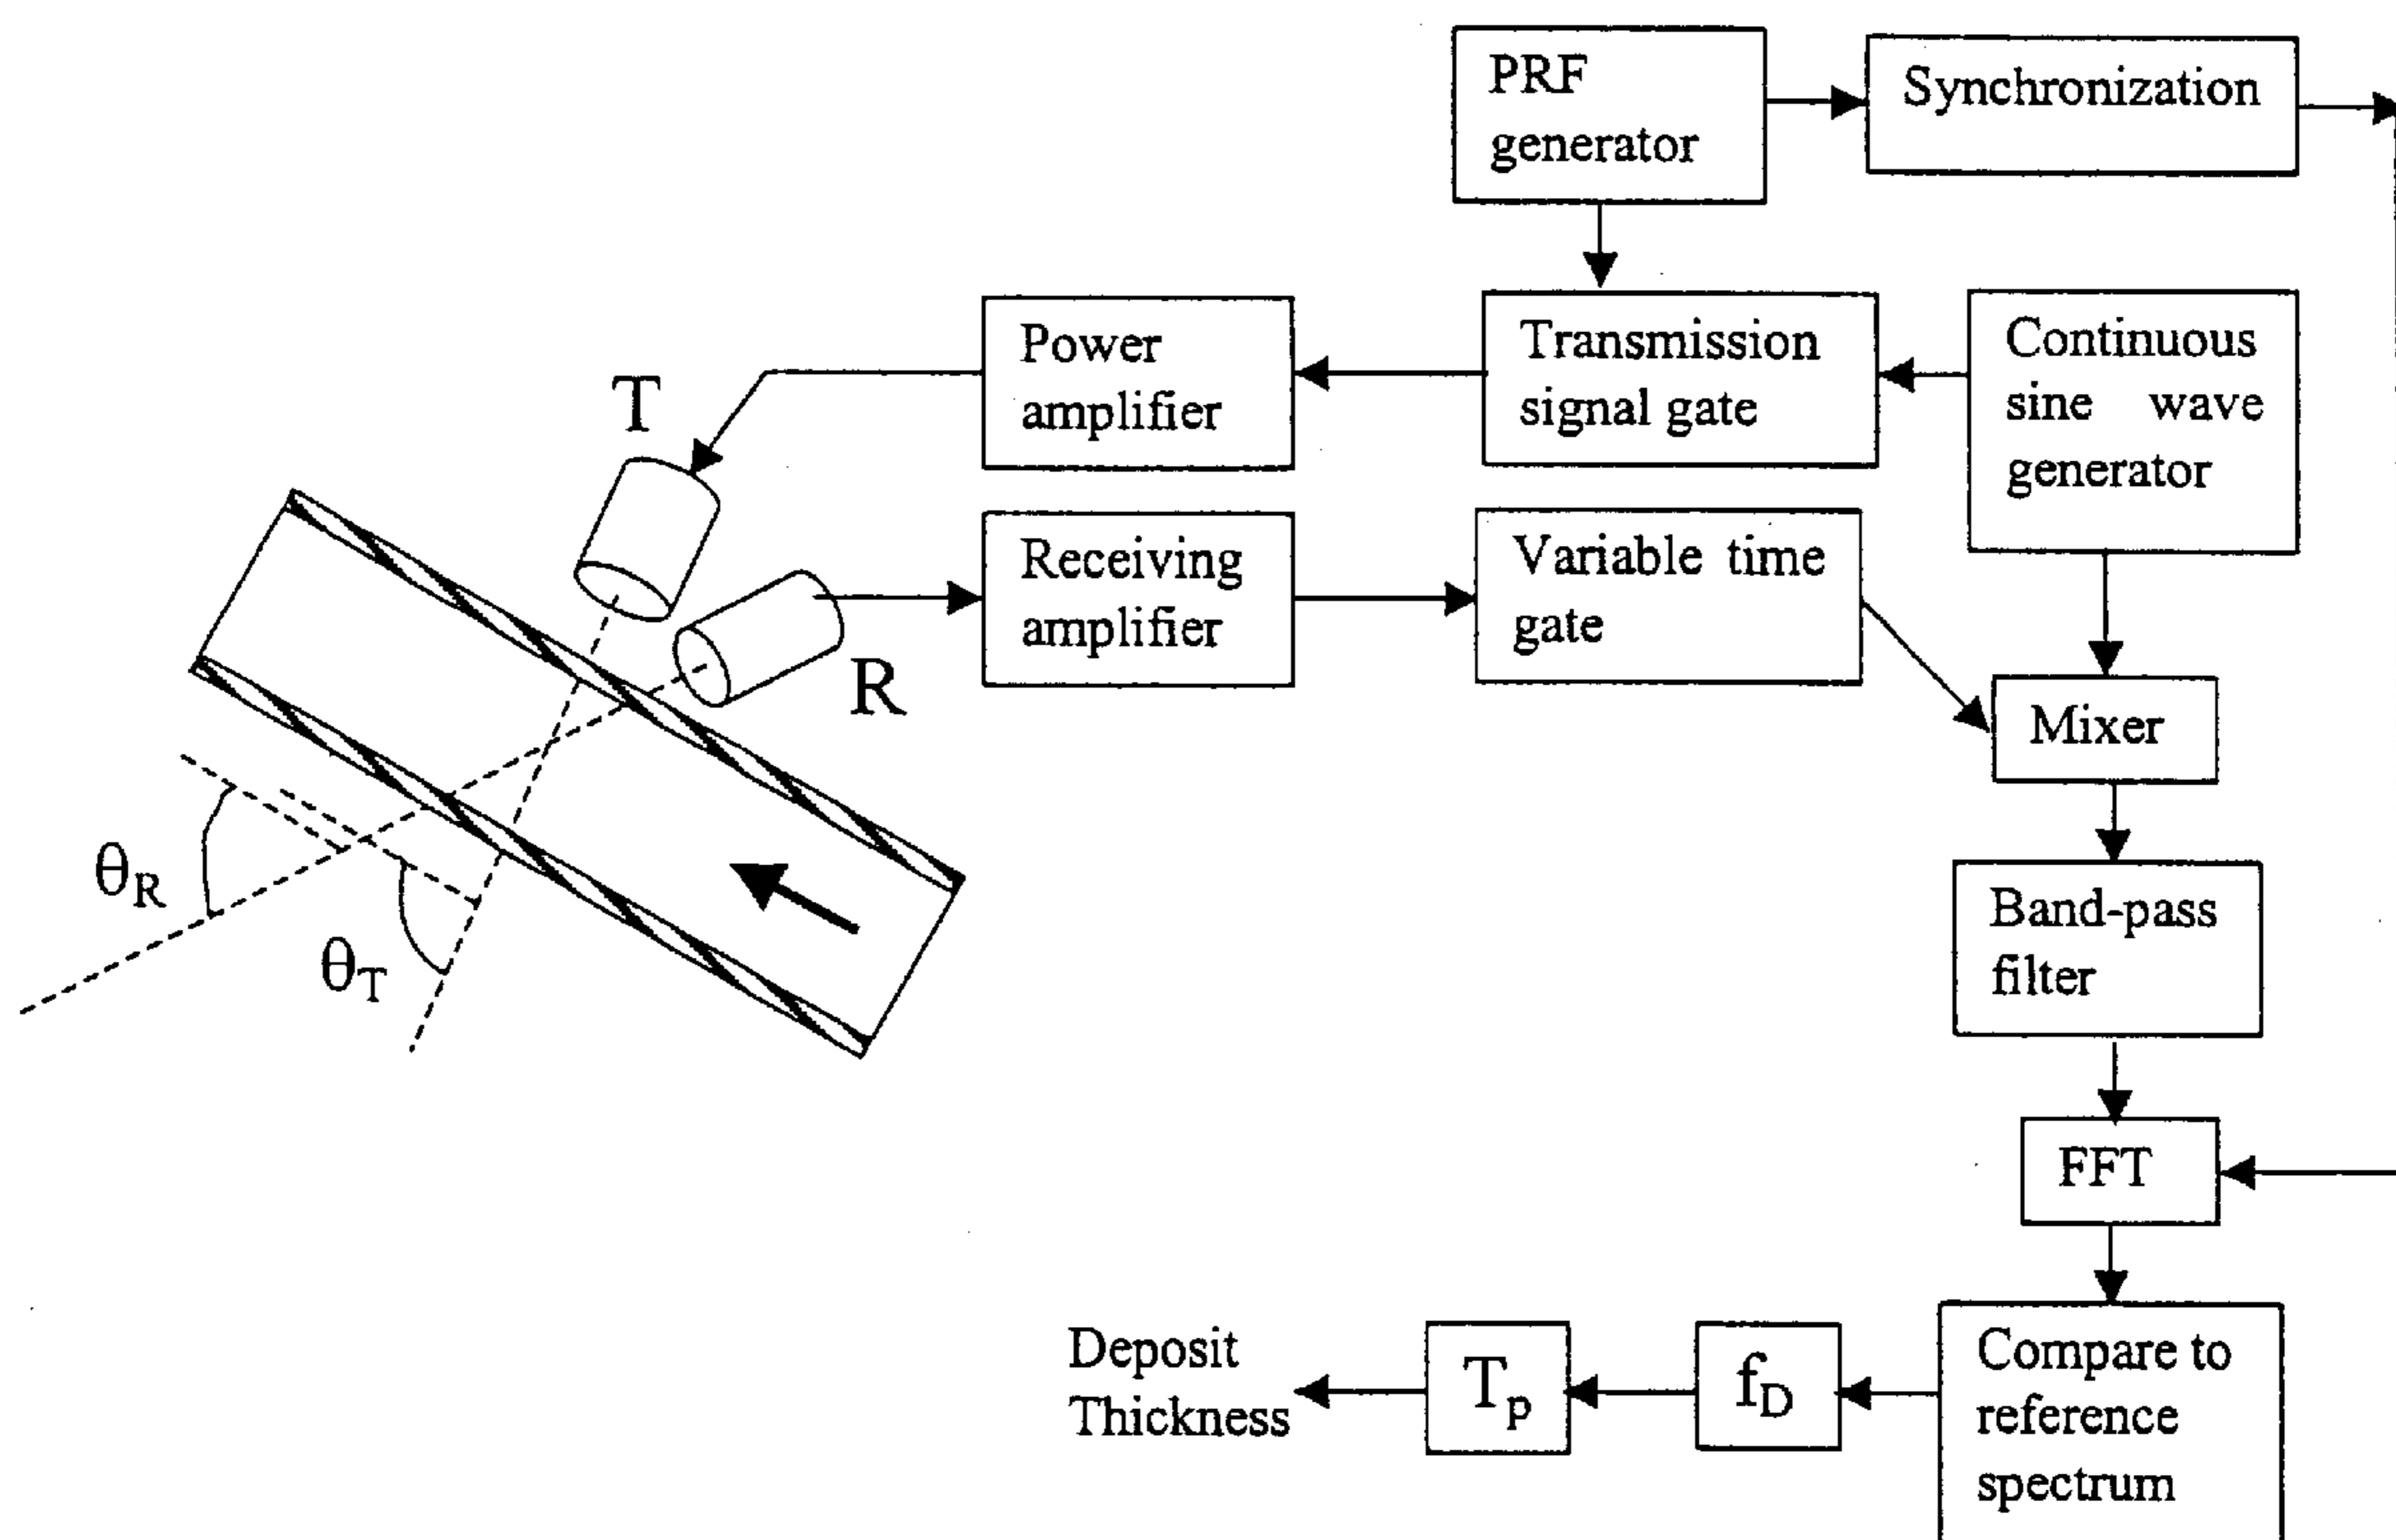 PRF
generator
Synchronization
Power
amplifier
Transmission
signal gate
Continuous
sine wave
generator
T
Receiving
amplifier
Variable time
gate
R
Mixer
θR
θT
Band-pass
filter
FFT
Deposit
Thickness
Tp
fD
Compare to
reference
spectrum